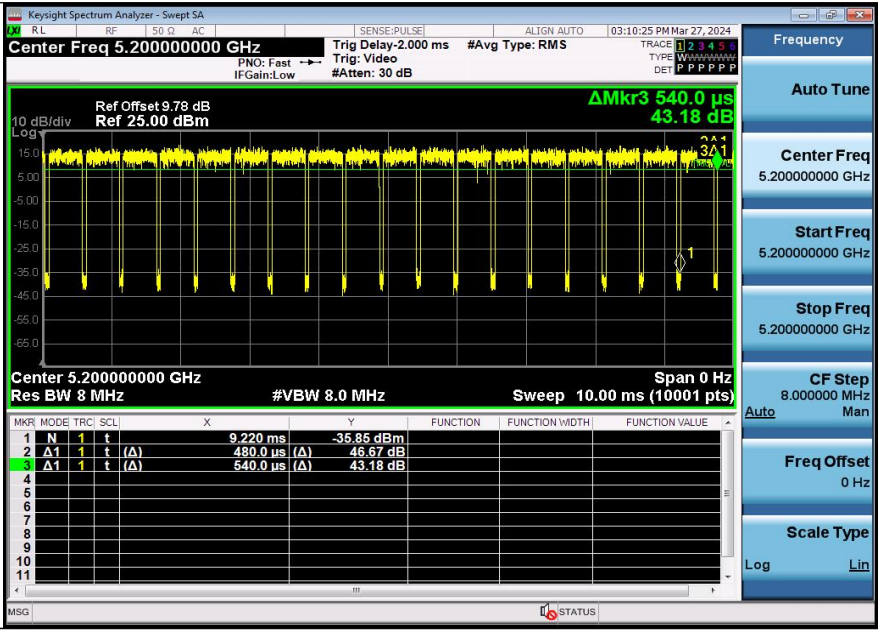 Keysight Spectrum Analyzer - Swept SA
LXI RL RF 50 Ω AC SENSE:PULSE ALIGN AUTO 03:10:25 PM Mar 27, 2024
Center Freq 5.200000000 GHz
PNO: Fast
IFGain:Low
Trig Delay-2.000 ms
Trig: Video
#Atten: 30 dB
#Avg Type: RMS
TRACE 1 2 3 4 5 6
TYPE WWWWWW
DET P P P P P P
ΔMkr3 540.0 µs
43.18 dB
Ref Offset 9.78 dB
10 dB/div Ref 25.00 dBm
Log
15.0
5.00
-5.00
-15.0
-25.0
-35.0
-45.0
-55.0
-65.0
3Δ1
1
Center 5.200000000 GHz Span 0 Hz
Res BW 8 MHz #VBW 8.0 MHz Sweep 10.00 ms (10001 pts)
MKR MODE TRC SCL X Y FUNCTION FUNCTION WIDTH FUNCTION VALUE
1 N 1 t 9.220 ms -35.85 dBm
2 Δ1 1 t (Δ) 480.0 µs (Δ) 46.67 dB
3 Δ1 1 t (Δ) 540.0 µs (Δ) 43.18 dB
4
5
6
7
8
9
10
11
MSG STATUS
Frequency
Auto Tune
Center Freq
5.200000000 GHz
Start Freq
5.200000000 GHz
Stop Freq
5.200000000 GHz
CF Step
8.000000 MHz
Auto Man
Freq Offset
0 Hz
Scale Type
Log Lin